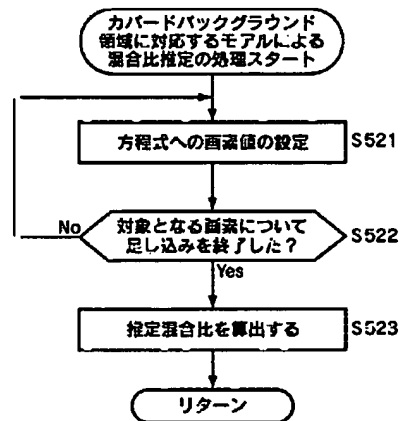 カバードバックグラウンド
領域に対応するモデルによる
混合比推定の処理スタート
方程式への画素値の設定
S521
対象となる画素について
足し込みを終了した？
S522
No
Yes
推定混合比を算出する
S523
リターン